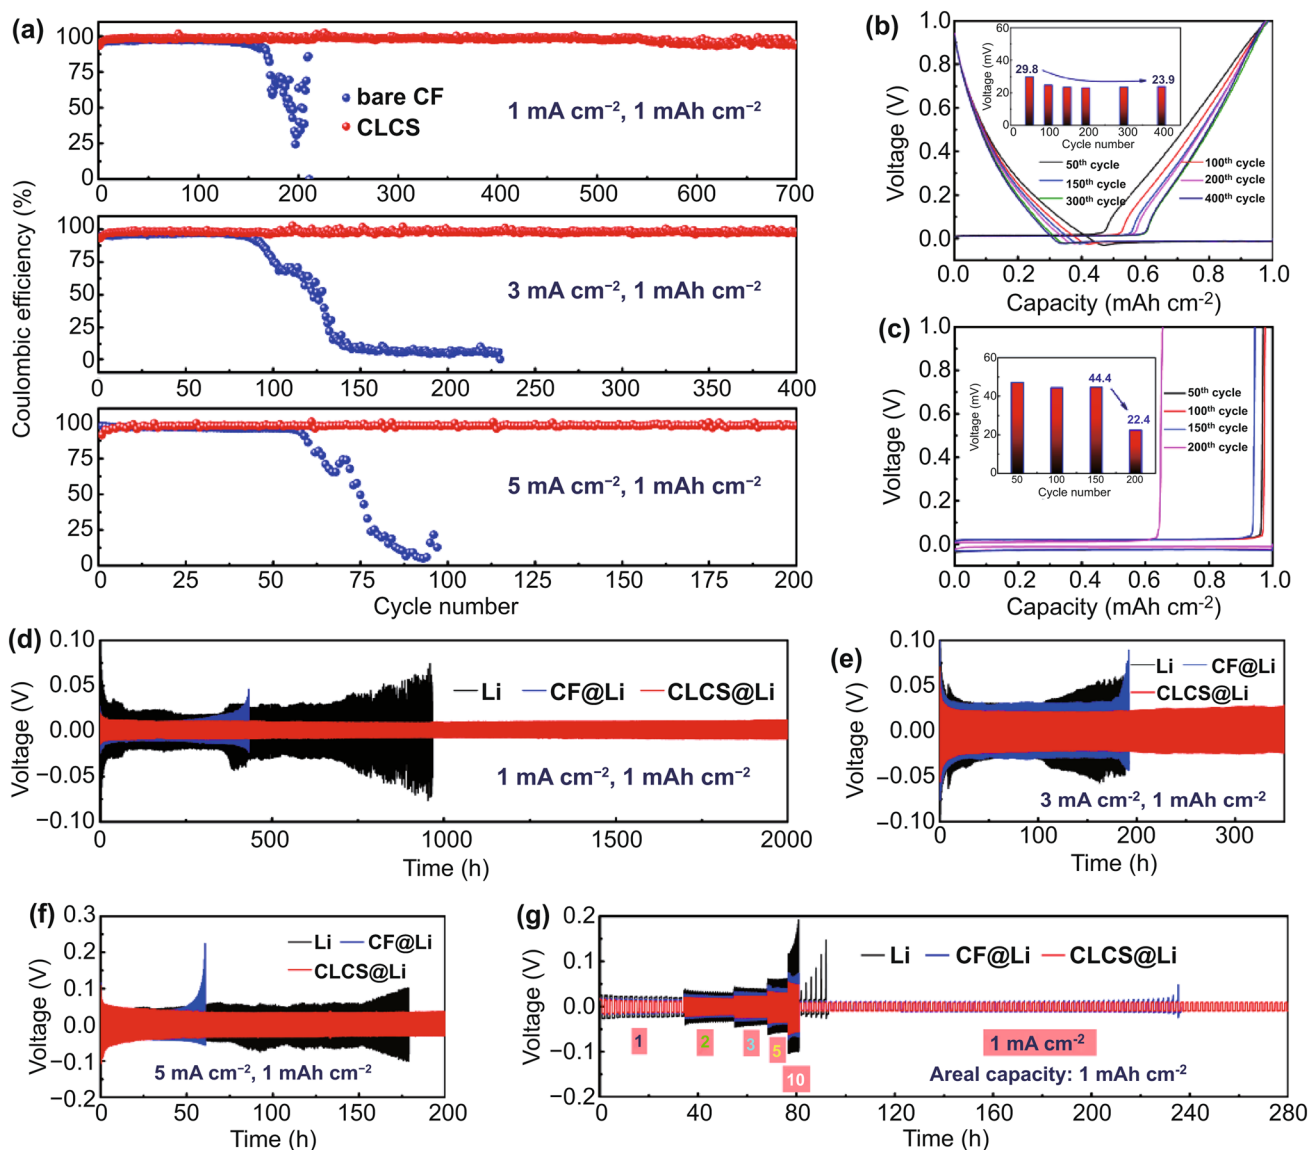 (a)
Coulombic efficiency (%)
100
75
50
25
0
bare CF
CLCS
1 mA cm⁻², 1 mAh cm⁻²
0 100 200 300 400 500 600 700
100
75
50
25
0
3 mA cm⁻², 1 mAh cm⁻²
0 50 100 150 200 250 300 350 400
100
75
50
25
0
5 mA cm⁻², 1 mAh cm⁻²
0 25 50 75 100 125 150 175 200
Cycle number
(b)
Voltage (V)
1.0
0.8
0.6
0.4
0.2
0.0
Voltage (mV)
60
40
20
0
29.8
23.9
0 100 200 300 400
Cycle number
50th cycle 100th cycle
150th cycle 200th cycle
300th cycle 400th cycle
0.0 0.2 0.4 0.6 0.8 1.0
Capacity (mAh cm⁻²)
(c)
Voltage (V)
1.0
0.8
0.6
0.4
0.2
0.0
Voltage (mV)
60
40
20
0
44.4
22.4
50 100 150 200
Cycle number
50th cycle
100th cycle
150th cycle
200th cycle
0.0 0.2 0.4 0.6 0.8 1.0
Capacity (mAh cm⁻²)
(d)
Voltage (V)
0.10
0.05
0.00
−0.05
−0.10
Li CF@Li CLCS@Li
1 mA cm⁻², 1 mAh cm⁻²
0 500 1000 1500 2000
Time (h)
(e)
Voltage (V)
0.10
0.05
0.00
−0.05
−0.10
Li CF@Li
CLCS@Li
3 mA cm⁻², 1 mAh cm⁻²
0 100 200 300
Time (h)
(f)
Voltage (V)
0.3
0.2
0.1
0.0
−0.1
−0.2
Li CF@Li
CLCS@Li
5 mA cm⁻², 1 mAh cm⁻²
0 50 100 150 200
Time (h)
(g)
Voltage (V)
0.2
0.1
0.0
−0.1
−0.2
Li CF@Li CLCS@Li
1 2 3 5
10
1 mA cm⁻²
Areal capacity: 1 mAh cm⁻²
0 40 80 120 160 200 240 280
Time (h)